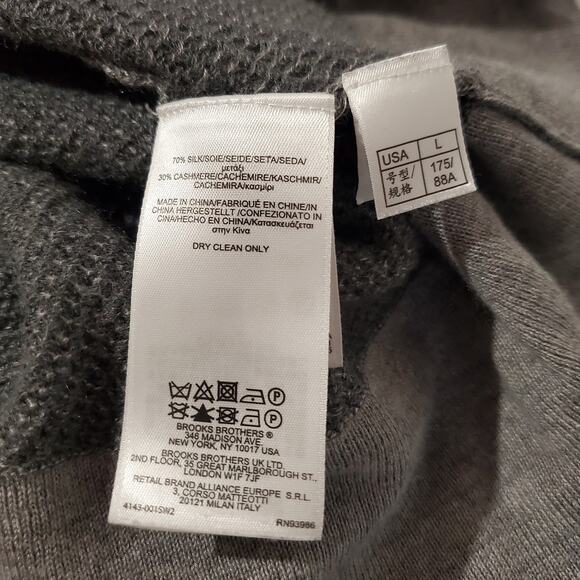 70% SILK/SOIE/SEIDE/SETA/SEDA/
μετάξι
30% CASHMERE/CACHEMIRE/KASCHMIR/
CACHEMIRA/κασμίρι
MADE IN CHINA/FABRIQUÉ EN CHINE/IN
CHINA HERGESTELLT /CONFEZIONATO IN
CINA/HECHO EN CHINA/Κατασκευάζεται
στην Κίνα
DRY CLEAN ONLY
P
BROOKS BROTHERS ®
346 MADISON AVE.
NEW YORK, NY 10017 USA
BROOKS BROTHERS UK LTD.
2ND FLOOR, 35 GREAT MARLBOROUGH ST.,
LONDON W1F 7JF
RETAIL BRAND ALLIANCE EUROPE S.R.L.
3, CORSO MATTEOTTI
20121 MILAN ITALY
4143-001SW2 RN93986
USA L
号型/规格 175/88A